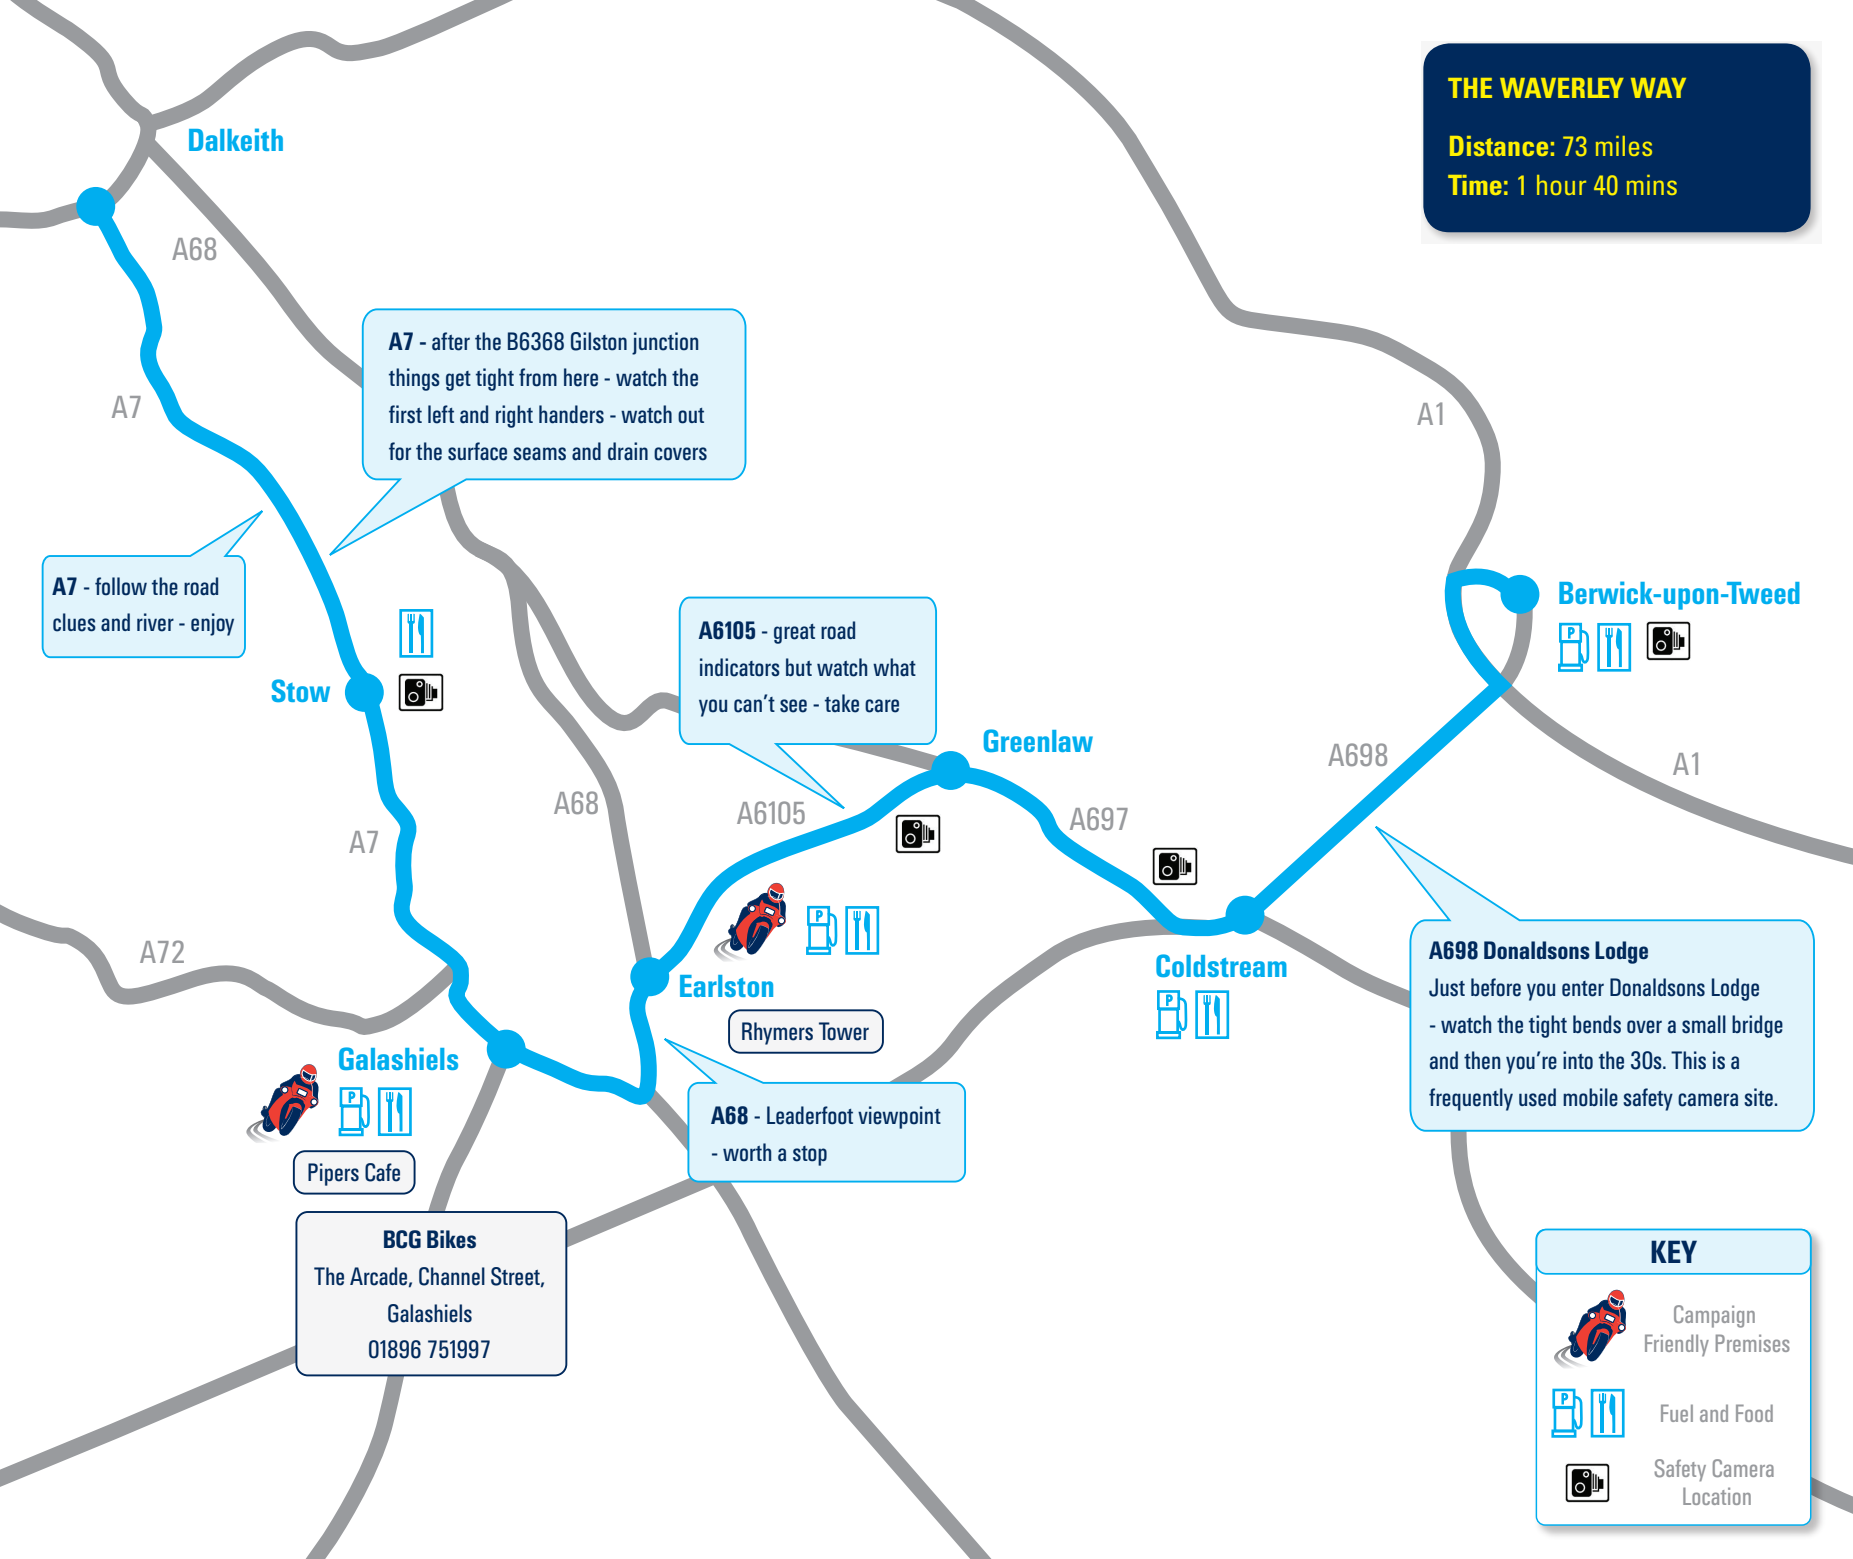 THE WAVERLEY WAY
Distance: 73 miles
Time: 1 hour 40 mins
Dalkeith
A68
A7 - after the B6368 Gilston junction
things get tight from here - watch the
first left and right handers - watch out
for the surface seams and drain covers
A7
A1
A7 - follow the road
clues and river - enjoy
Berwick-upon-Tweed
P
A6105 - great road
indicators but watch what
you can't see - take care
Stow
Greenlaw
A698
A1
A68
A6105
A697
A7
P
A72
Earlston
Rhymers Tower
Coldstream
P
A698 Donaldsons Lodge
Just before you enter Donaldsons Lodge
- watch the tight bends over a small bridge
and then you're into the 30s. This is a
frequently used mobile safety camera site.
Galashiels
P
Pipers Cafe
A68 - Leaderfoot viewpoint
- worth a stop
BCG Bikes
The Arcade, Channel Street,
Galashiels
01896 751997
KEY
Campaign
Friendly Premises
P
Fuel and Food
Safety Camera
Location